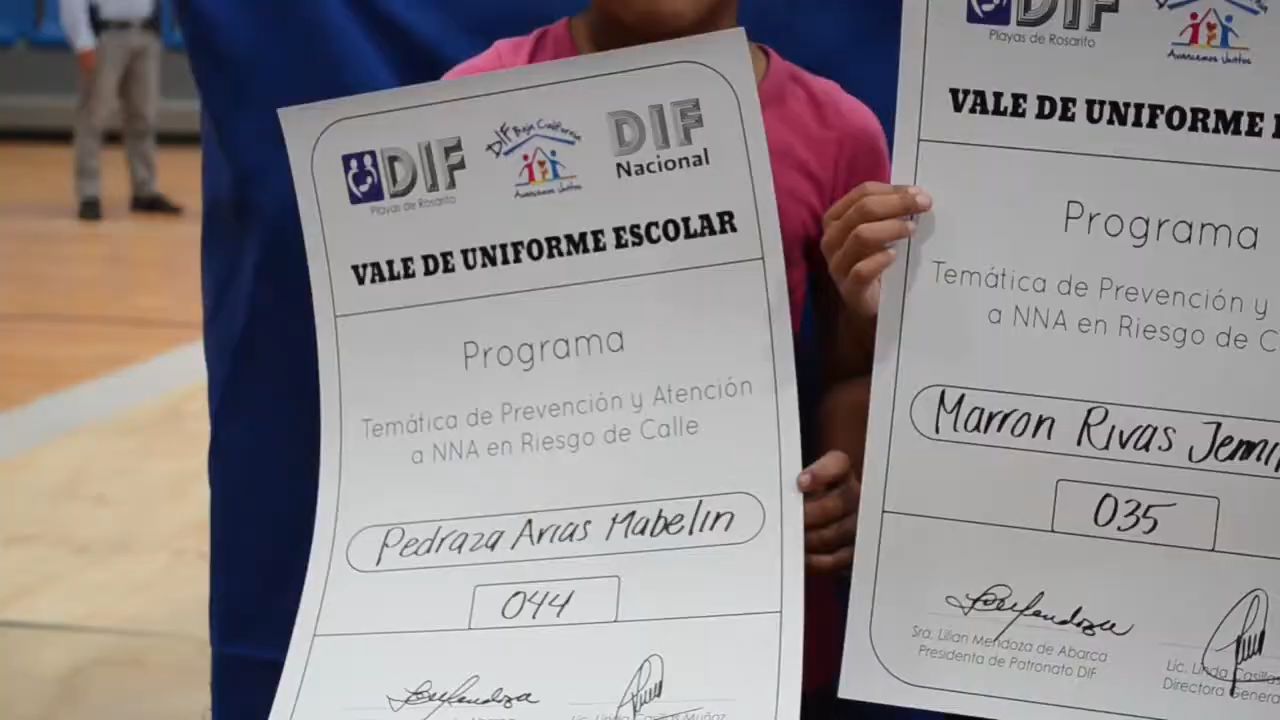 DIF
Playas de Rosarito
DIF Baja California
Avancemos Juntos
DIF
Nacional
VALE DE UNIFORME ESCOLAR
Programa
Temática de Prevención y Atención
a NNA en Riesgo de Calle
Pedraza Arias Mabelin
044
DIF
Playas de Rosarito
Avancemos Juntos
VALE DE UNIFORME
Programa
Temática de Prevención y
a NNA en Riesgo de
Marron Rivas
035
Sra. Lilian Mendoza de Abarca
Presidenta de Patronato DIF
Lic. Linda Casillas
Directora General